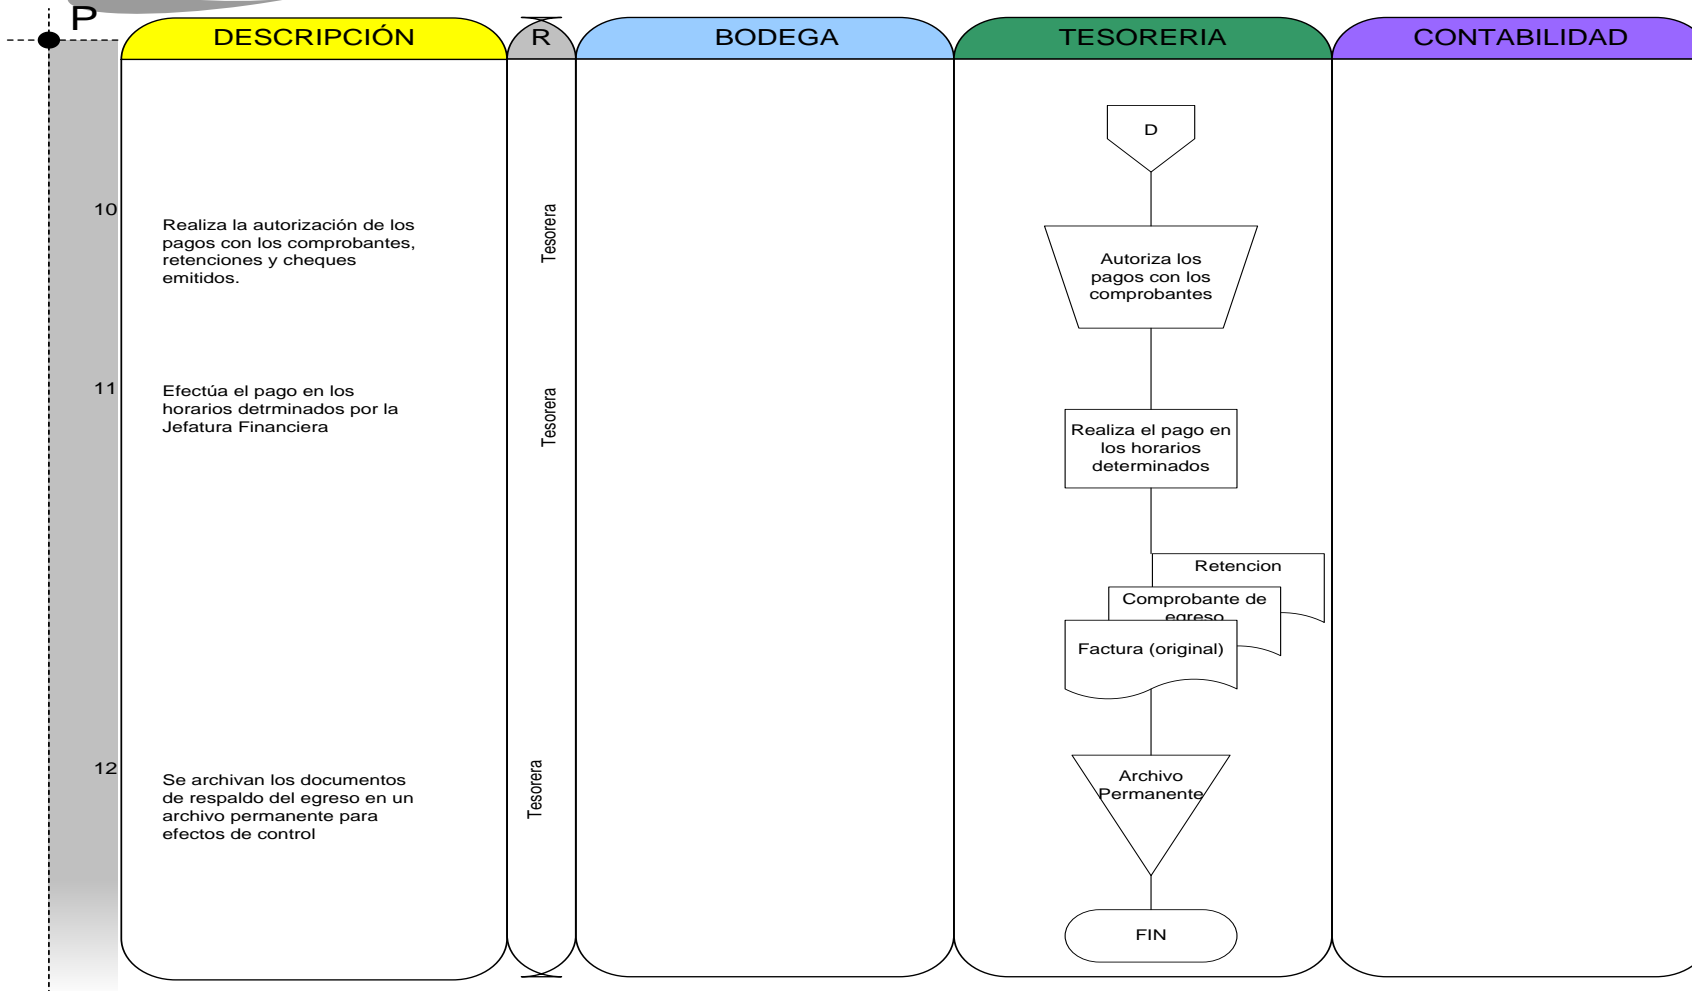 P
DESCRIPCIÓN
R
BODEGA
TESORERIA
CONTABILIDAD
D
10
Realiza la autorización de los
pagos con los comprobantes,
retenciones y cheques
emitidos.
Tesorera
Autoriza los
pagos con los
comprobantes
11
Efectúa el pago en los
horarios detrminados por la
Jefatura Financiera
Tesorera
Realiza el pago en
los horarios
determinados
Retencion
Comprobante de
egreso
Factura (original)
12
Se archivan los documentos
de respaldo del egreso en un
archivo permanente para
efectos de control
Tesorera
Archivo
Permanente
FIN